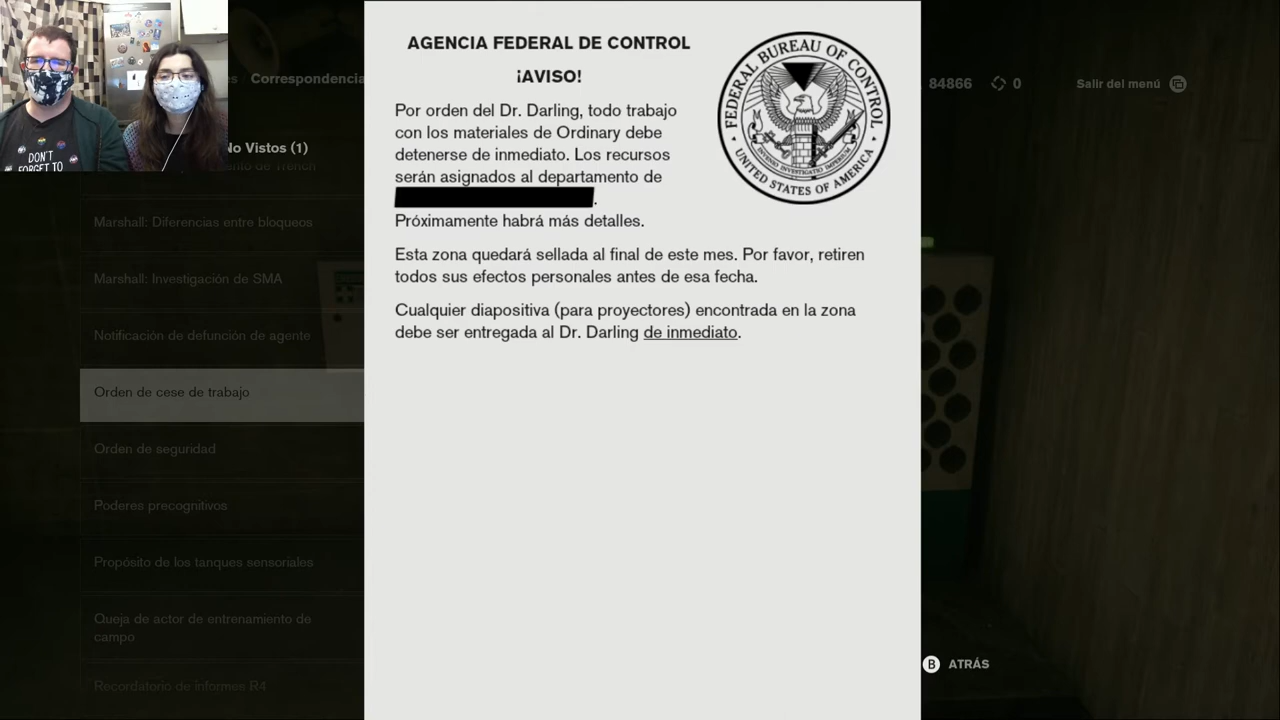 AGENCIA FEDERAL DE CONTROL
¡AVISO!
Por orden del Dr. Darling, todo trabajo
con los materiales de Ordinary debe
detenerse de inmediato. Los recursos
serán asignados al departamento de
.
Próximamente habrá más detalles.
Esta zona quedará sellada al final de este mes. Por favor, retiren
todos sus efectos personales antes de esa fecha.
Cualquier diapositiva (para proyectores) encontrada en la zona
debe ser entregada al Dr. Darling de inmediato.
FEDERAL BUREAU OF CONTROL
UNITED STATES OF AMERICA
Correspondencia
84866
0
Salir del menú
DON'T
FORGET TO
No Vistos (1)
Marshall: Diferencias entre bloqueos
Marshall: Investigación de SMA
Notificación de defunción de agente
Orden de cese de trabajo
Orden de seguridad
Poderes precognitivos
Propósito de los tanques sensoriales
Queja de actor de entrenamiento de
campo
Recordatorio de informes R4
B ATRÁS